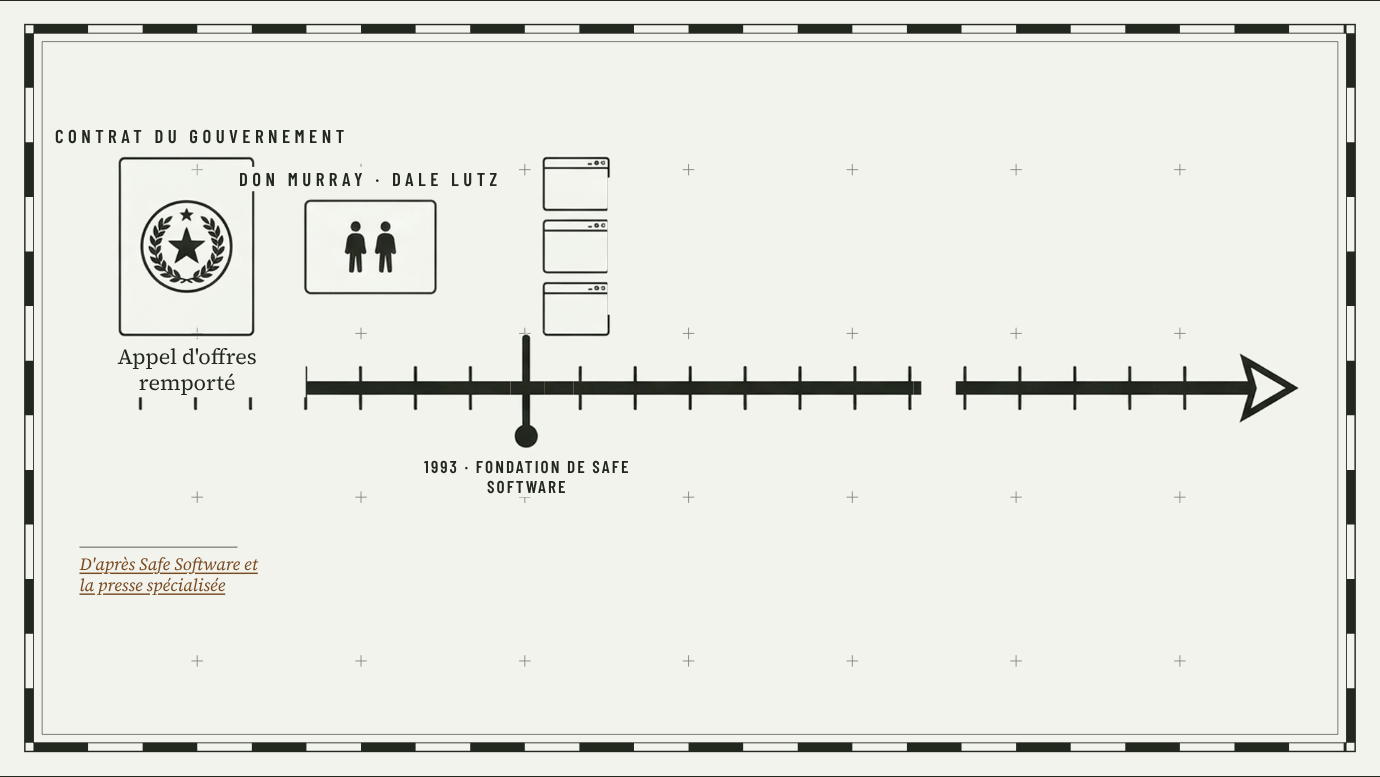 CONTRAT DU GOUVERNEMENT
DON MURRAY · DALE LUTZ
Appel d'offres
remporté
1993 · FONDATION DE SAFE
SOFTWARE
D'après Safe Software et
la presse spécialisée